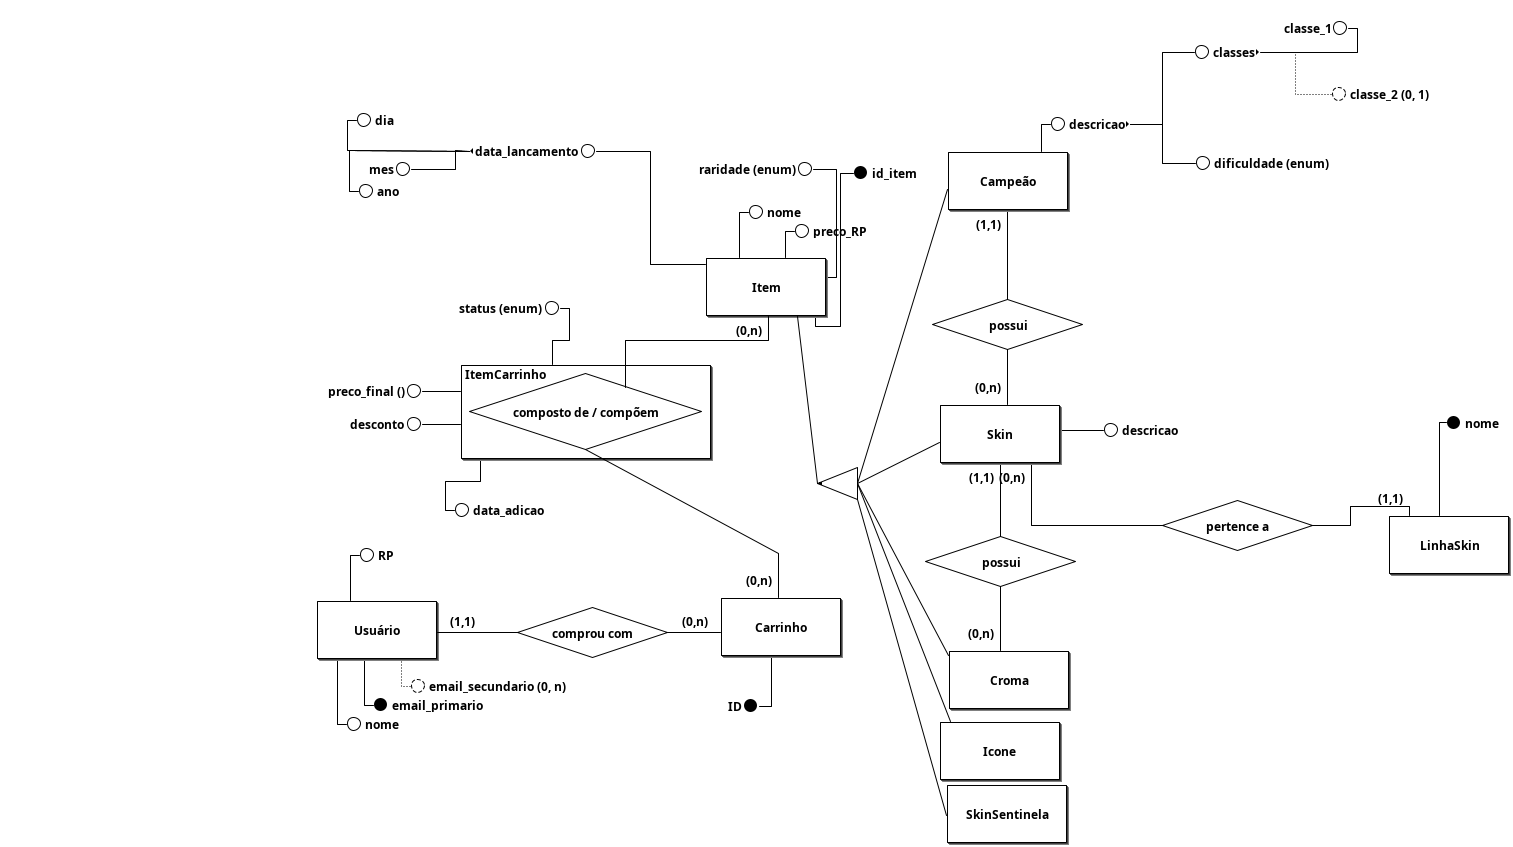 classe_1
classes
classe_2 (0, 1)
dia
descricao
data_lancamento
mes
raridade (enum)
id_item
dificuldade (enum)
ano
Campeão
nome
preco_RP
(1,1)
Item
status (enum)
(0,n)
possui
ItemCarrinho
preco_final ()
composto de / compõem
(0,n)
desconto
Skin
descricao
nome
(1,1)
(0,n)
(1,1)
data_adicao
pertence a
LinhaSkin
RP
possui
(0,n)
Usuário
(1,1)
comprou com
(0,n)
Carrinho
(0,n)
email_secundario (0, n)
email_primario
nome
ID
Croma
Icone
SkinSentinela